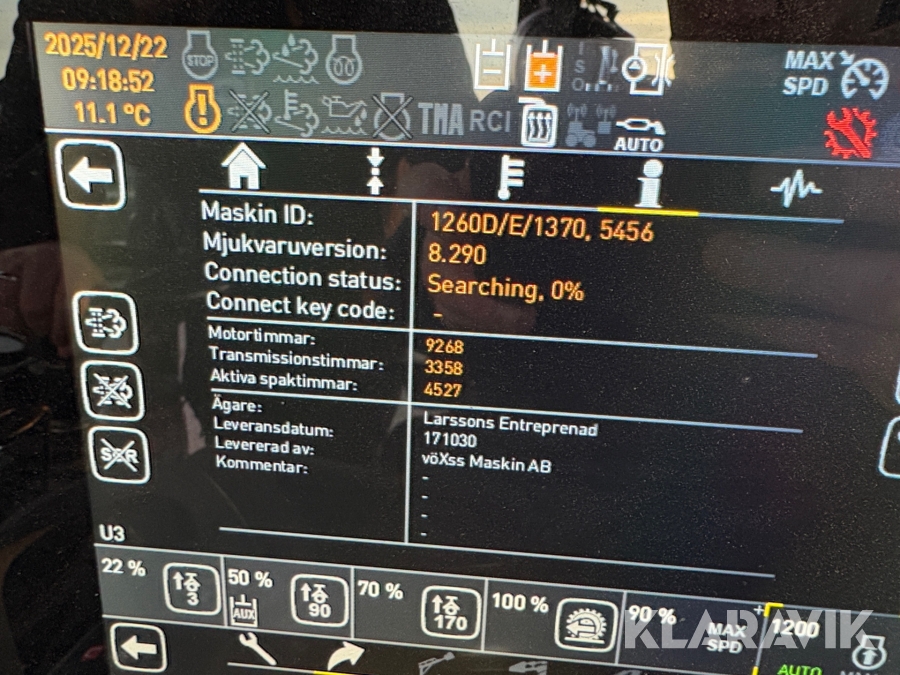 2025/12/22
09:18:52
11.1 °C
STOP
TMA RCI
AUTO
MAX
SPD
Maskin ID: 1260D/E/1370, 5456
Mjukvaruversion: 8.290
Connection status: Searching, 0%
Connect key code: -
Motortimmar: 9268
Transmissionstimmar: 3358
Aktiva spaktimmar: 4527
Ägare: Larssons Entreprenad
Leveransdatum: 171030
Levererad av: vöXss Maskin AB
Kommentar: -
-
-
-
SCR
U3
22 % 3
50 % AUX 90
70 % 170
100 %
90 % MAX SPD
+ 1200
AUTO
KLARAVIK